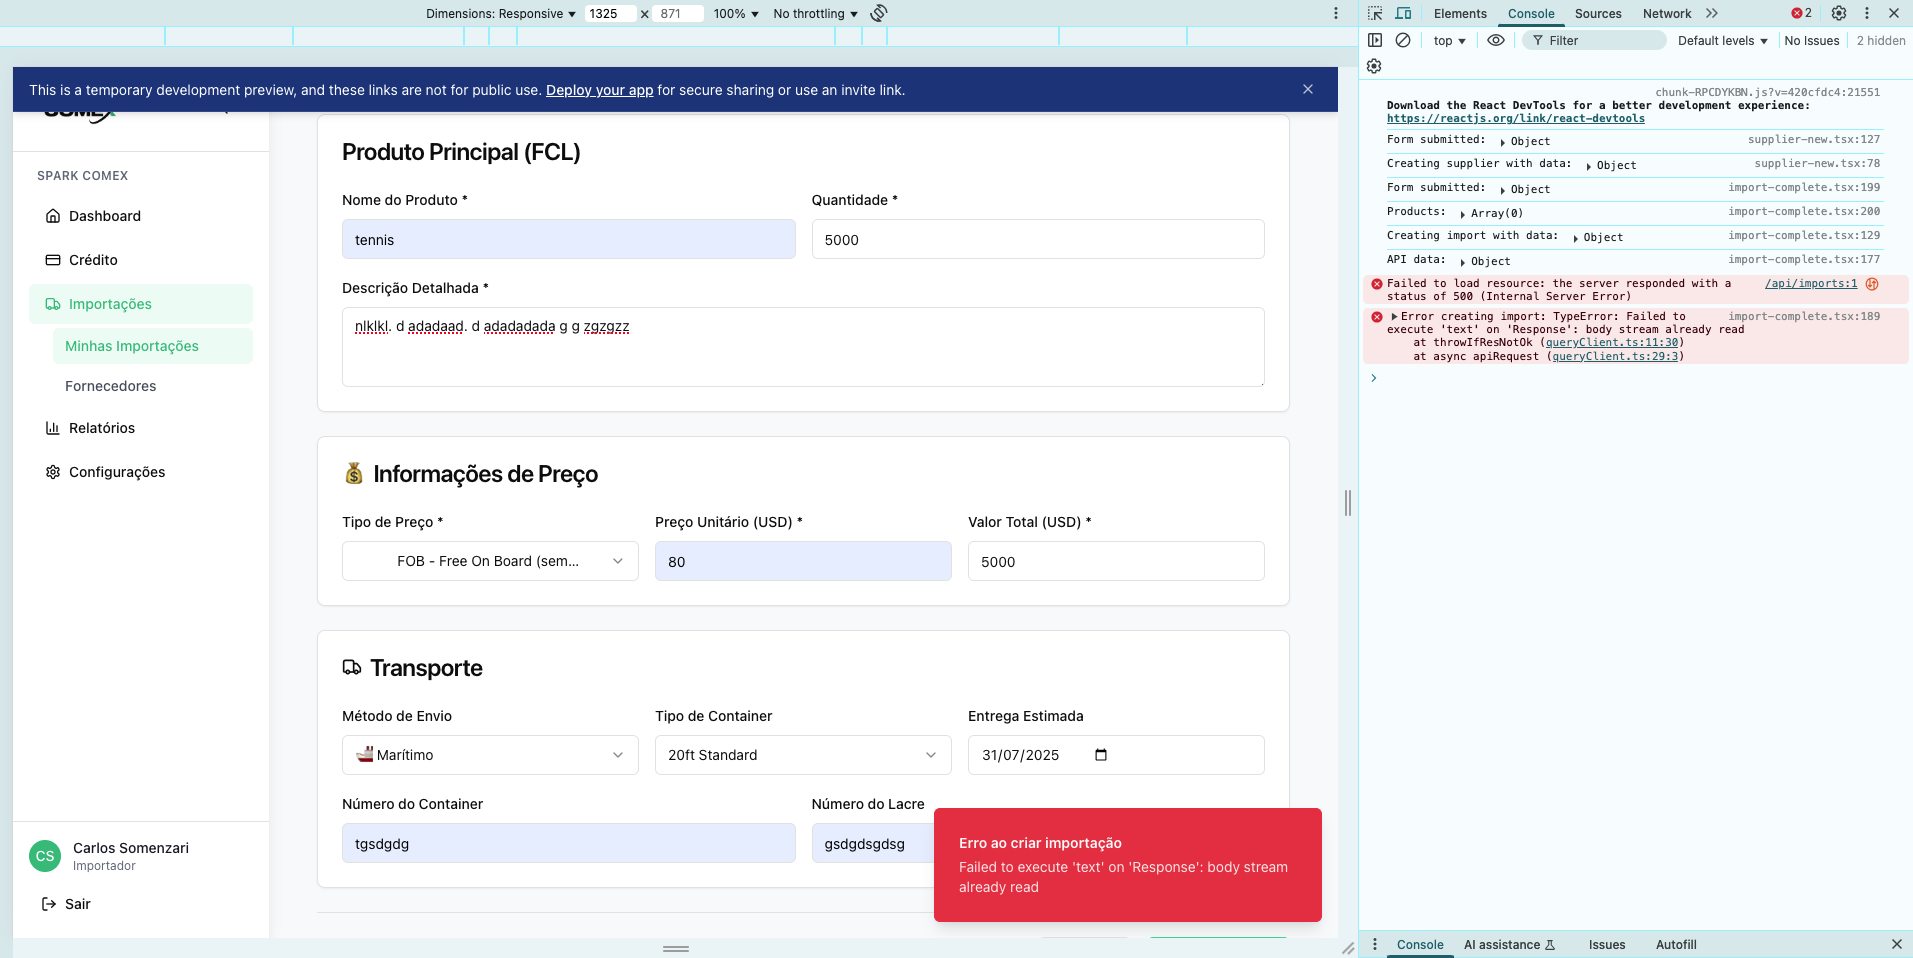 Dimensions: Responsive 1325 x 871 100% No throttling
This is a temporary development preview, and these links are not for public use. Deploy your app for secure sharing or use an invite link.
SPARK COMEX
Dashboard
Crédito
Importações
Minhas Importações
Fornecedores
Relatórios
Configurações
CS
Carlos Somenzari
Importador
Sair
Produto Principal (FCL)
Nome do Produto * Quantidade *
tennis 5000
Descrição Detalhada *
nlklkl. d adadaad. d adadadada g g zgzgzz
Informações de Preço
Tipo de Preço * Preço Unitário (USD) * Valor Total (USD) *
FOB - Free On Board (sem... 80 5000
Transporte
Método de Envio Tipo de Container Entrega Estimada
Marítimo 20ft Standard 31/07/2025
Número do Container Número do Lacre
tgsdgdg gsdgdsgdsg
Erro ao criar importação
Failed to execute 'text' on 'Response': body stream
already read
Elements Console Sources Network 2
top Filter Default levels No Issues 2 hidden
chunk-RPCDYKBN.js?v=420cfdc4:21551
Download the React DevTools for a better development experience:
https://reactjs.org/link/react-devtools
Form submitted: Object supplier-new.tsx:127
Creating supplier with data: Object supplier-new.tsx:78
Form submitted: Object import-complete.tsx:199
Products: Array(0) import-complete.tsx:200
Creating import with data: Object import-complete.tsx:129
API data: Object import-complete.tsx:177
Failed to load resource: the server responded with a /api/imports:1
status of 500 (Internal Server Error)
Error creating import: TypeError: Failed to import-complete.tsx:189
execute 'text' on 'Response': body stream already read
at throwIfResNotOk (queryClient.ts:11:30)
at async apiRequest (queryClient.ts:29:3)
Console AI assistance Issues Autofill